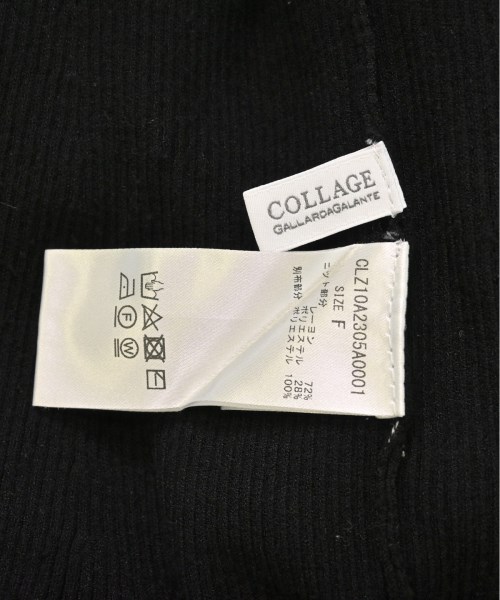 COLLAGE
GALLARDAGALANTE
CLZ10A2305A0001
SIZE F
ニット部分
レーヨン 72%
ポリエステル 28%
別布部分 ポリエステル 100%
F
W